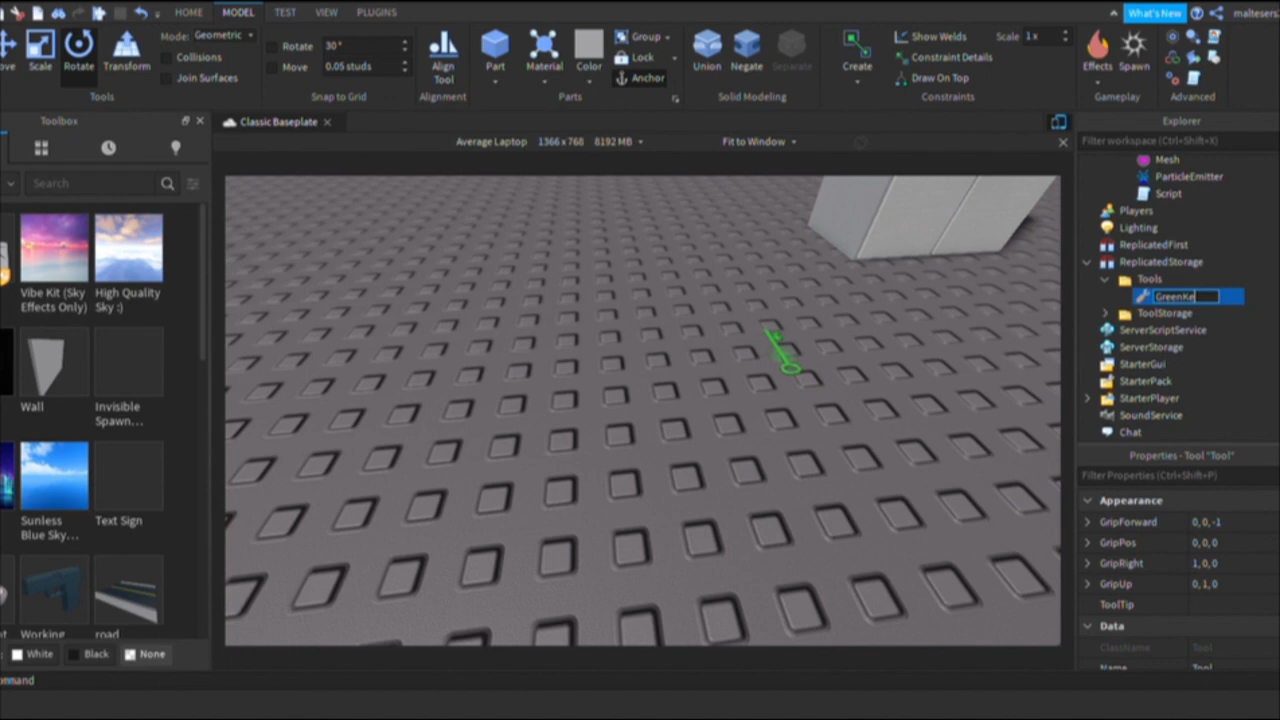 HOME MODEL TEST VIEW PLUGINS
What's New
Mode: Geometric
Collisions
Join Surfaces
Scale Rotate Transform
Tools
Rotate 30°
Move 0.05 studs
Snap to Grid
Align Tool
Alignment
Part Material Color
Group
Lock
Anchor
Parts
Union Negate Separate
Solid Modeling
Create
Show Welds
Scale 1x
Constraint Details
Draw On Top
Constraints
Effects Spawn
Gameplay
Advanced
Toolbox
Search
Vibe Kit (Sky Effects Only)
High Quality Sky :)
Wall
Invisible Spawn...
Sunless Blue Sky...
Text Sign
Working
road
White Black None
Classic Baseplate
Average Laptop 1366 x 768 8192 MB
Fit to Window
Explorer
Filter workspace (Ctrl+Shift+X)
Mesh
ParticleEmitter
Script
Players
Lighting
ReplicatedFirst
ReplicatedStorage
Tools
GreenKe
ToolStorage
ServerScriptService
ServerStorage
StarterGui
StarterPack
StarterPlayer
SoundService
Chat
Properties - Tool "Tool"
Filter Properties (Ctrl+Shift+P)
Appearance
GripForward 0,0,-1
GripPos 0,0,0
GripRight 1,0,0
GripUp 0,1,0
ToolTip
Data
ClassName Tool
Name Tool